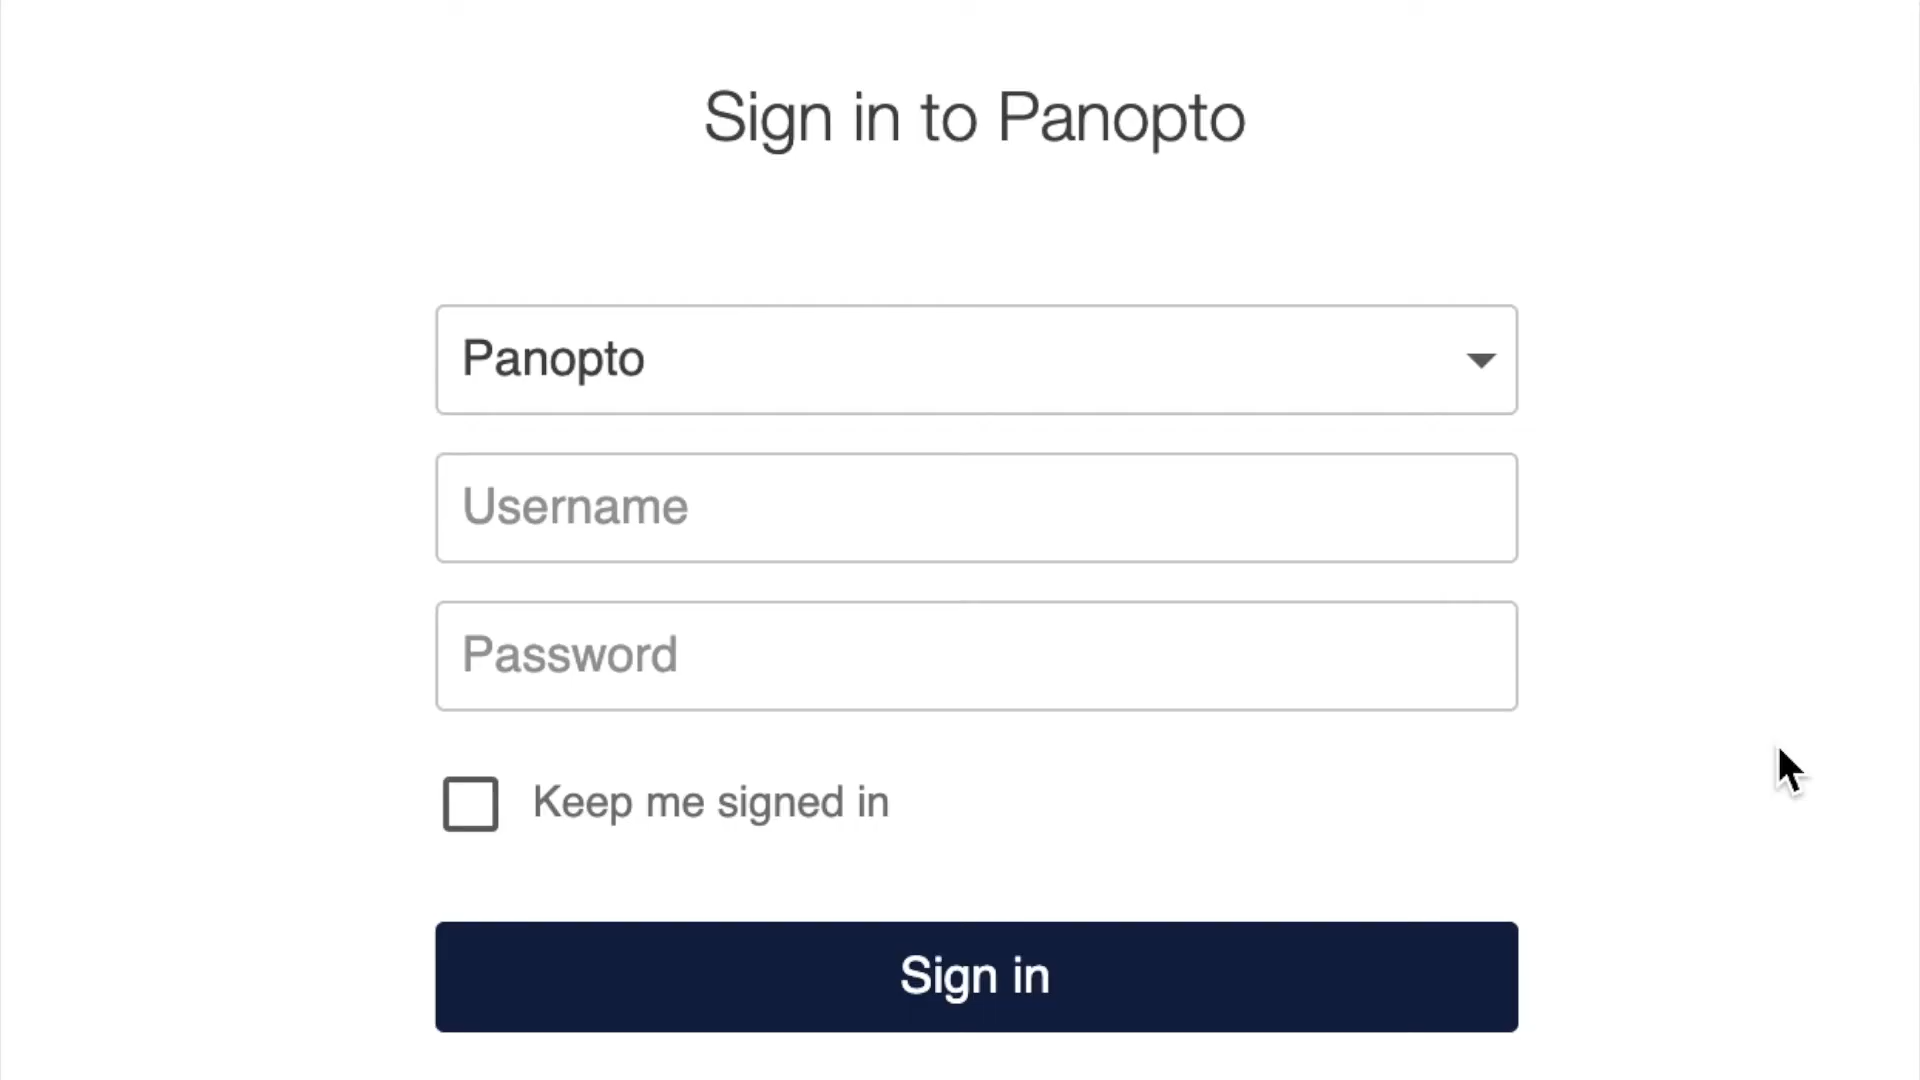 Sign in to Panopto
Panopto
Username
Password
Keep me signed in
Sign in